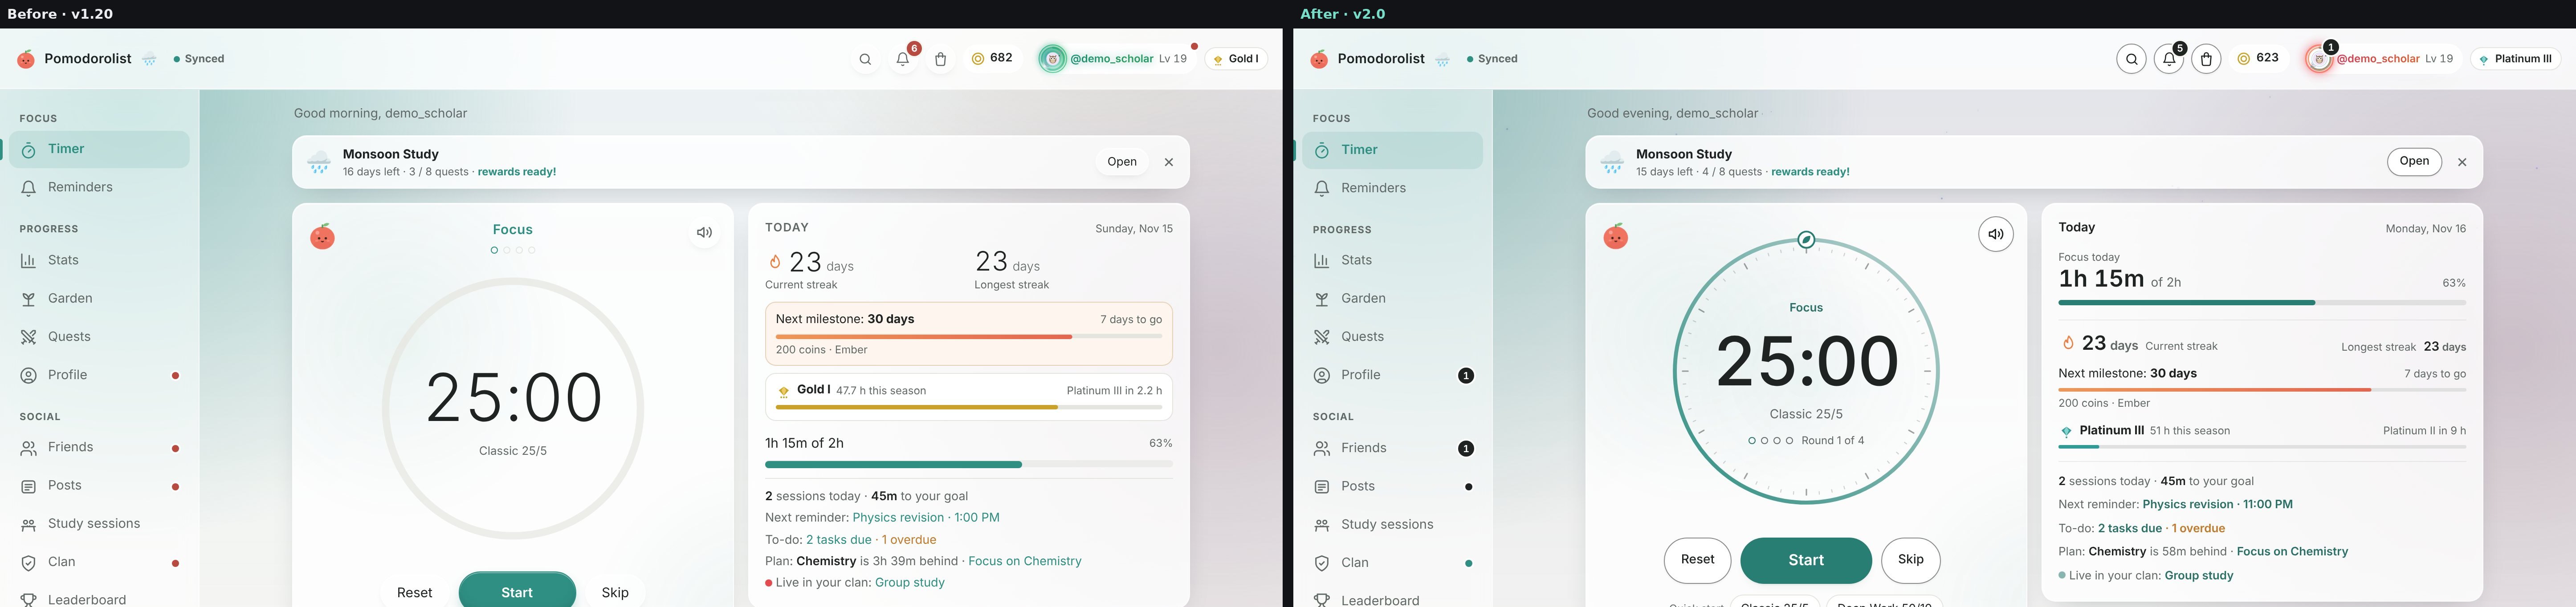 Before · v1.20
Pomodorolist
Synced
6
682
@demo_scholar Lv 19
Gold I
FOCUS
Timer
Reminders
PROGRESS
Stats
Garden
Quests
Profile
SOCIAL
Friends
Posts
Study sessions
Clan
Leaderboard
Good morning, demo_scholar
Monsoon Study
16 days left · 3 / 8 quests · rewards ready!
Open
Focus
25:00
Classic 25/5
Reset
Start
Skip
TODAY
Sunday, Nov 15
23 days
Current streak
23 days
Longest streak
Next milestone: 30 days
7 days to go
200 coins · Ember
Gold I 47.7 h this season
Platinum III in 2.2 h
1h 15m of 2h
63%
2 sessions today · 45m to your goal
Next reminder: Physics revision · 1:00 PM
To-do: 2 tasks due · 1 overdue
Plan: Chemistry is 3h 39m behind · Focus on Chemistry
Live in your clan: Group study
After · v2.0
Pomodorolist
Synced
5
623
1
@demo_scholar Lv 19
Platinum III
FOCUS
Timer
Reminders
PROGRESS
Stats
Garden
Quests
Profile
1
SOCIAL
Friends
1
Posts
Study sessions
Clan
Leaderboard
Good evening, demo_scholar
Monsoon Study
15 days left · 4 / 8 quests · rewards ready!
Open
Focus
25:00
Classic 25/5
Round 1 of 4
Reset
Start
Skip
Quick start
Classic 25/5
Deep Work 50/10
Today
Monday, Nov 16
Focus today
1h 15m of 2h
63%
23 days Current streak
Longest streak 23 days
Next milestone: 30 days
7 days to go
200 coins · Ember
Platinum III 51 h this season
Platinum II in 9 h
2 sessions today · 45m to your goal
Next reminder: Physics revision · 11:00 PM
To-do: 2 tasks due · 1 overdue
Plan: Chemistry is 58m behind · Focus on Chemistry
Live in your clan: Group study